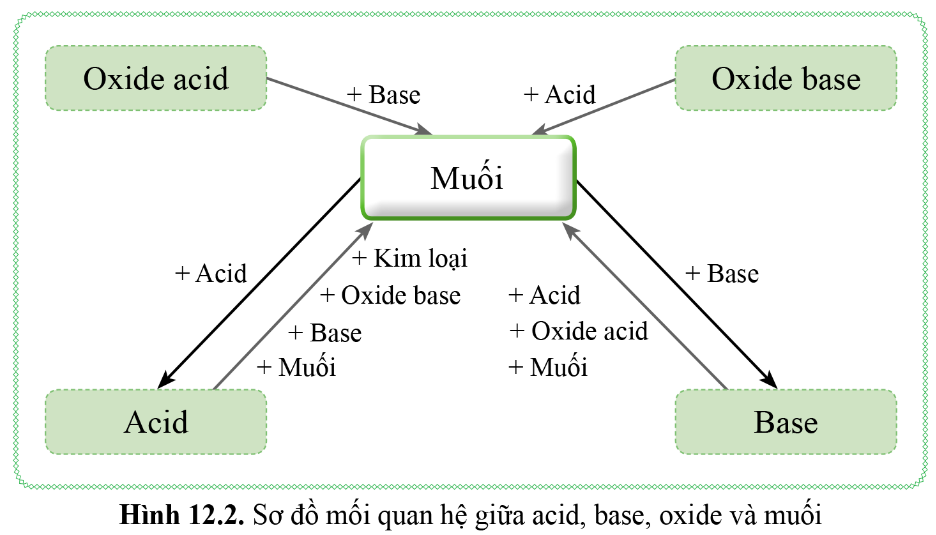 Oxide acid
Oxide base
+ Base
+ Acid
Muối
+ Acid
+ Kim loại
+ Oxide base
+ Base
+ Muối
+ Acid
+ Oxide acid
+ Muối
+ Base
Acid
Base
Hình 12.2. Sơ đồ mối quan hệ giữa acid, base, oxide và muối